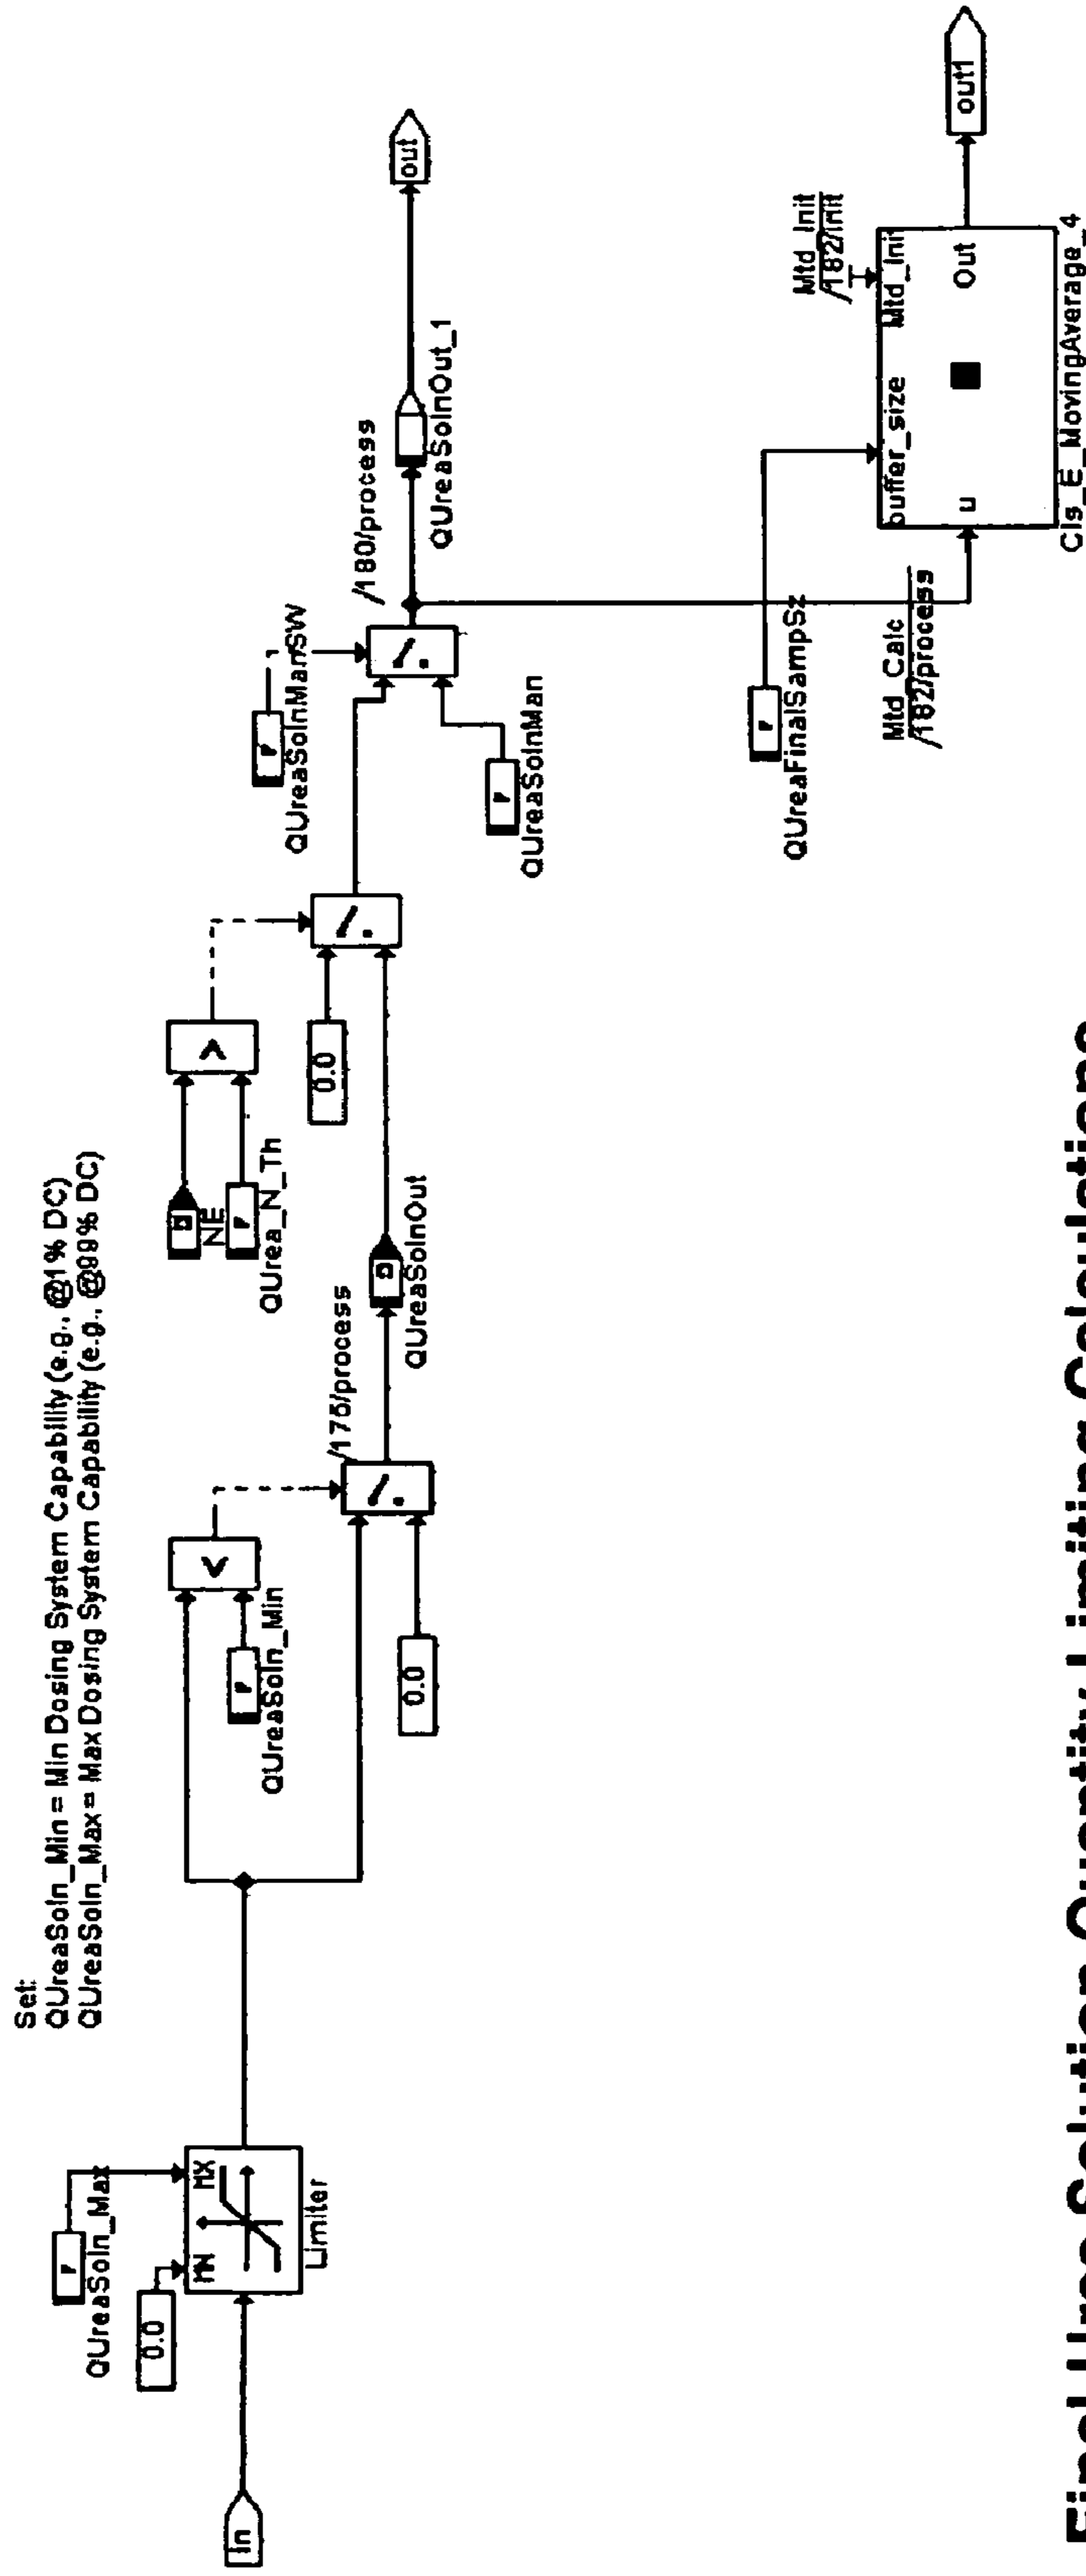 Set:
QUreaSoln_Min = Min Dosing System Capability (e.g., @1% DC)
QUreaSoln_Max = Max Dosing System Capability (e.g., @99% DC)
in
0.0
P
QUreaSoln_Max
MN
MX
Limiter
P
QUreaSoln_Min
0.0
/175/process
QUreaSolnOut
NE
P
QUrea_N_Th
0.0
P
QUreaSolnManSW
P
QUreaSolnMan
/180/process
QUreaSolnOut_1
out
P
QUreaFinalSampSz
Mtd_Calc
/182/process
Mtd_Init
/182/init
buffer_size
Mtd_Init
u
Out
Cls_E_MovingAverage_4
out1
Final Urea Solution Quantity Limiting Calculations